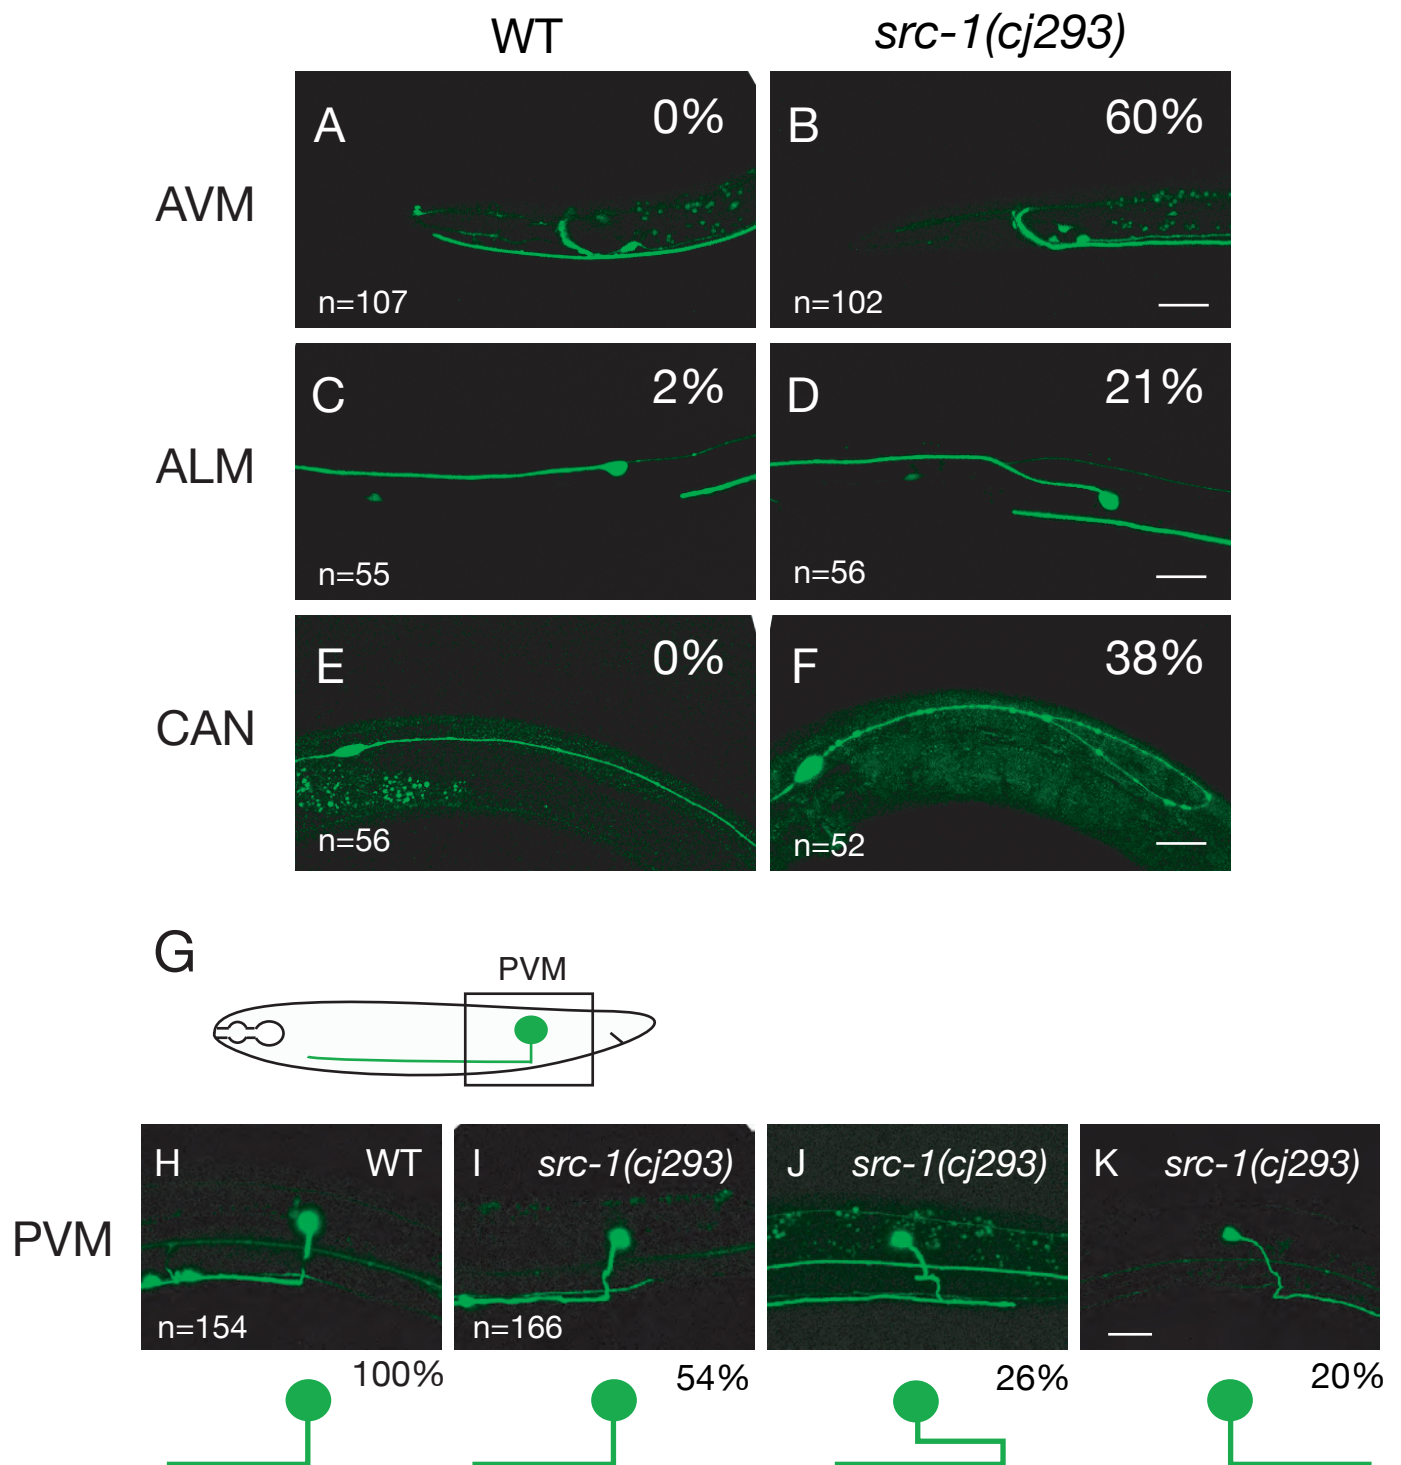 WT
src-1(cj293)
AVM
A
0%
n=107
B
60%
n=102
ALM
C
2%
n=55
D
21%
n=56
CAN
E
0%
n=56
F
38%
n=52
G
PVM
PVM
H
WT
n=154
100%
I
src-1(cj293)
n=166
54%
J
src-1(cj293)
26%
K
src-1(cj293)
20%